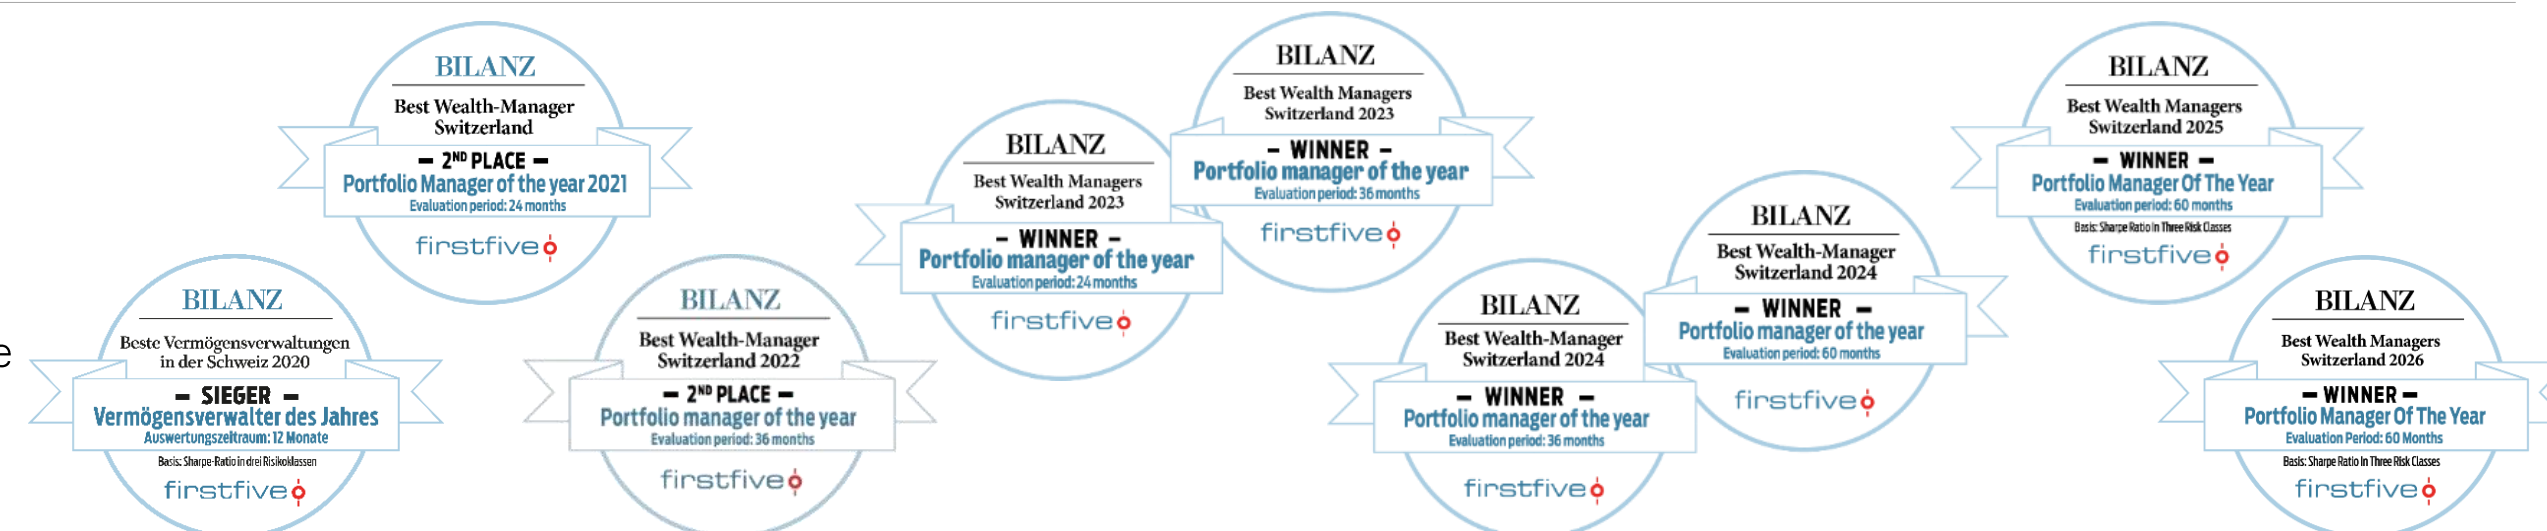 BILANZ
Beste Vermögensverwaltungen
in der Schweiz 2020
– SIEGER –
Vermögensverwalter des Jahres
Auswertungszeitraum: 12 Monate
Basis: Sharpe-Ratio in drei Risikoklassen
firstfive
BILANZ
Best Wealth-Manager
Switzerland
– 2ND PLACE –
Portfolio Manager of the year 2021
Evaluation period: 24 months
firstfive
BILANZ
Best Wealth-Manager
Switzerland 2022
– 2ND PLACE –
Portfolio manager of the year
Evaluation period: 36 months
firstfive
BILANZ
Best Wealth Managers
Switzerland 2023
– WINNER –
Portfolio manager of the year
Evaluation period: 24 months
firstfive
BILANZ
Best Wealth Managers
Switzerland 2023
– WINNER –
Portfolio manager of the year
Evaluation period: 36 months
firstfive
BILANZ
Best Wealth-Manager
Switzerland 2024
– WINNER –
Portfolio manager of the year
Evaluation period: 36 months
firstfive
BILANZ
Best Wealth-Manager
Switzerland 2024
– WINNER –
Portfolio manager of the year
Evaluation period: 60 months
firstfive
BILANZ
Best Wealth Managers
Switzerland 2025
– WINNER –
Portfolio Manager Of The Year
Evaluation period: 60 months
Basis: Sharpe Ratio In Three Risk Classes
firstfive
BILANZ
Best Wealth Managers
Switzerland 2026
– WINNER –
Portfolio Manager Of The Year
Evaluation Period: 60 Months
Basis: Sharpe Ratio In Three Risk Classes
firstfive